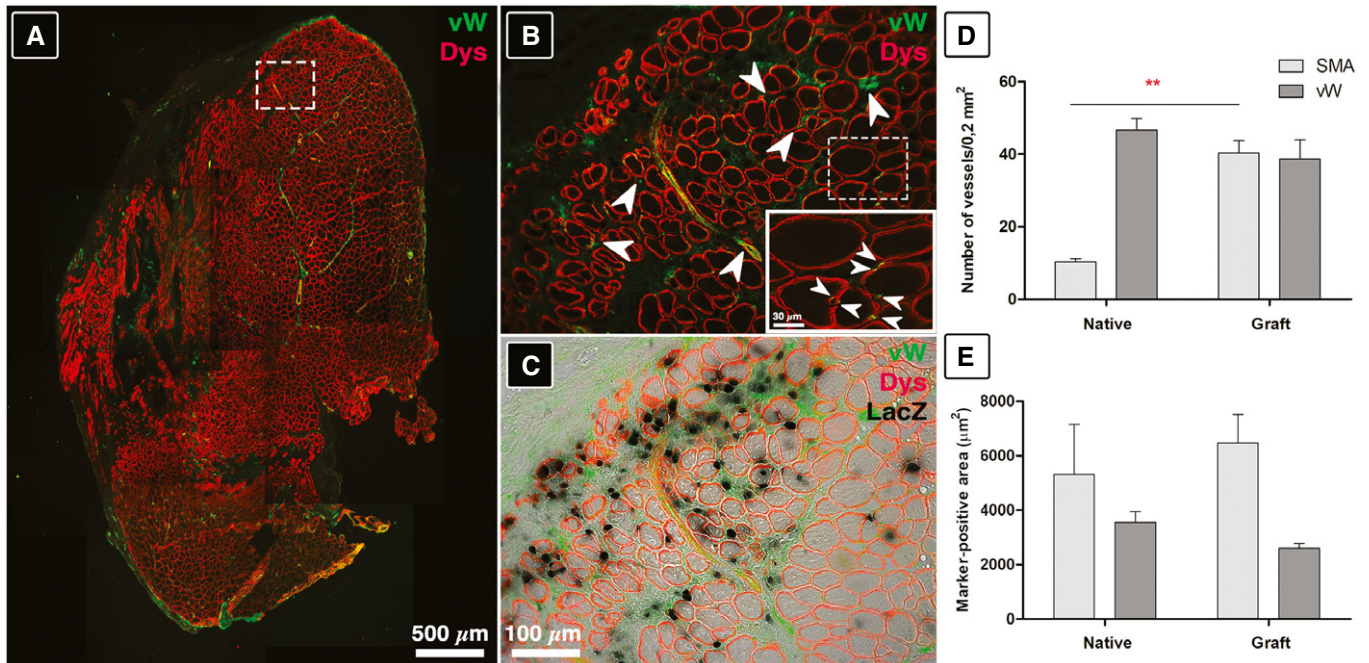 A
vW
Dys
500 µm
B
vW
Dys
30 µm
C
vW
Dys
LacZ
100 µm
D
SMA
vW
**
Number of vessels/0,2 mm²
60
40
20
0
Native Graft
E
Marker-positive area (µm²)
8000
6000
4000
2000
0
Native Graft